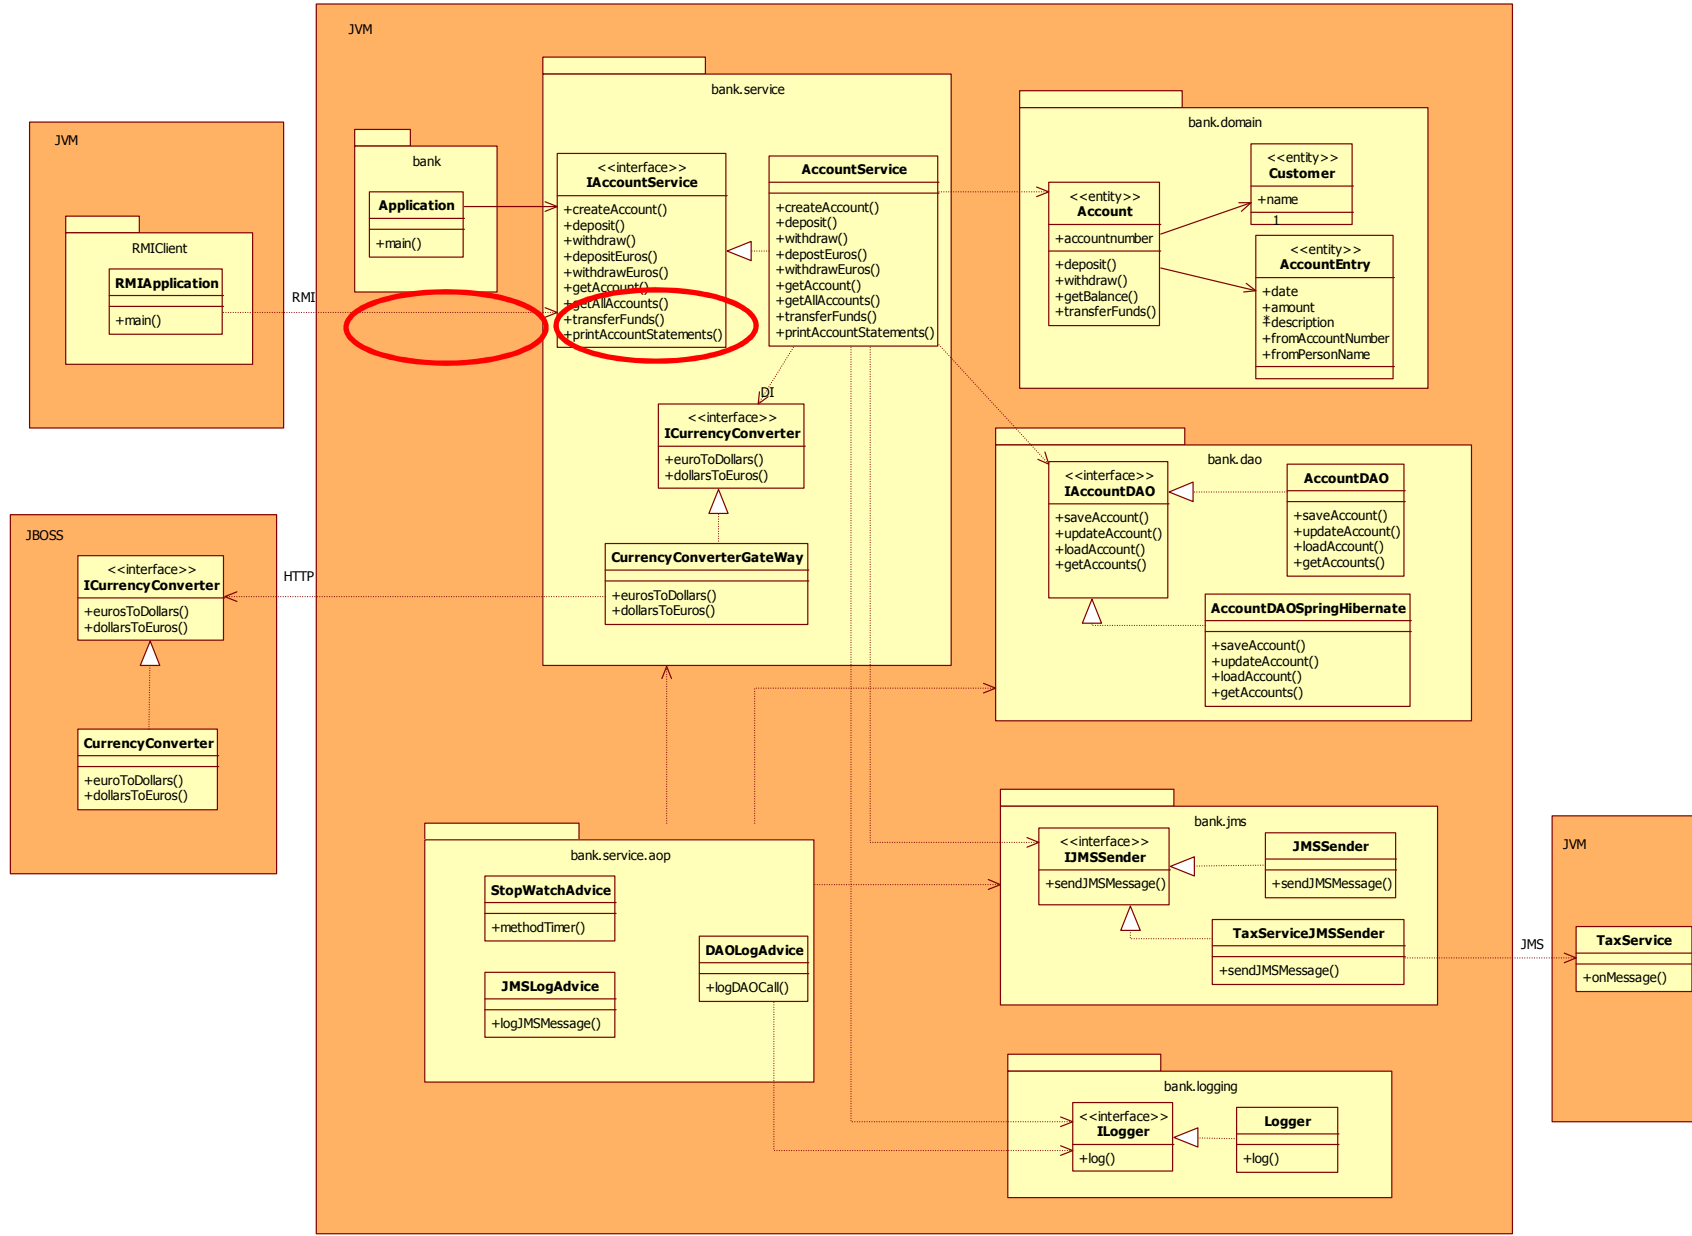 JVM
RMIClient
RMIApplication
+main()
RMI
JBOSS
<<interface>>
ICurrencyConverter
+eurosToDollars()
+dollarsToEuros()
CurrencyConverter
+euroToDollars()
+dollarsToEuros()
HTTP
JVM
bank
Application
+main()
bank.service
<<interface>>
IAccountService
+createAccount()
+deposit()
+withdraw()
+depositEuros()
+withdrawEuros()
+getAccount()
+getAllAccounts()
+transferFunds()
+printAccountStatements()
AccountService
+createAccount()
+deposit()
+withdraw()
+depostEuros()
+withdrawEuros()
+getAccount()
+getAllAccounts()
+transferFunds()
+printAccountStatements()
DI
<<interface>>
ICurrencyConverter
+euroToDollars()
+dollarsToEuros()
CurrencyConverterGateWay
+eurosToDollars()
+dollarsToEuros()
bank.domain
<<entity>>
Account
+accountnumber
+deposit()
+withdraw()
+getBalance()
+transferFunds()
<<entity>>
Customer
+name
1
<<entity>>
AccountEntry
+date
+amount
*
+description
+fromAccountNumber
+fromPersonName
bank.dao
<<interface>>
IAccountDAO
+saveAccount()
+updateAccount()
+loadAccount()
+getAccounts()
AccountDAO
+saveAccount()
+updateAccount()
+loadAccount()
+getAccounts()
AccountDAOSpringHibernate
+saveAccount()
+updateAccount()
+loadAccount()
+getAccounts()
bank.service.aop
StopWatchAdvice
+methodTimer()
DAOLogAdvice
+logDAOCall()
JMSLogAdvice
+logJMSMessage()
bank.jms
<<interface>>
IJMSSender
+sendJMSMessage()
JMSSender
+sendJMSMessage()
TaxServiceJMSSender
+sendJMSMessage()
bank.logging
<<interface>>
ILogger
+log()
Logger
+log()
JMS
JVM
TaxService
+onMessage()